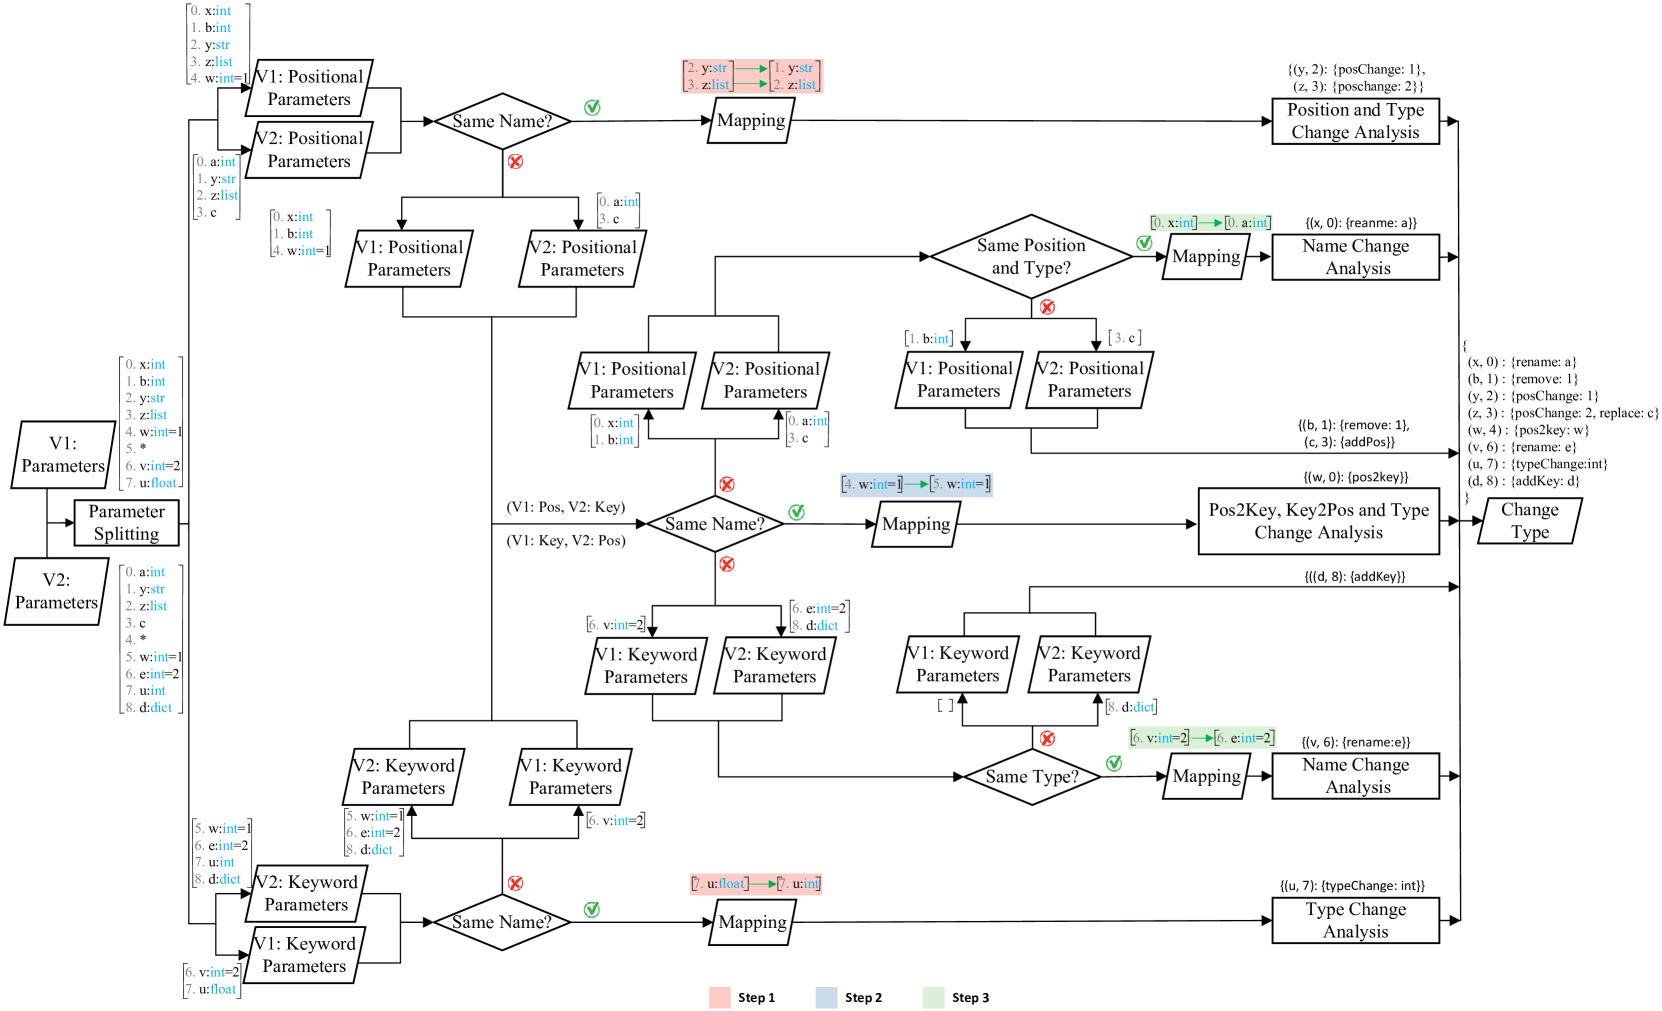 0. x:int
1. b:int
2. y:str
3. z:list
4. w:int=1
V1: Positional
Parameters
V2: Positional
Parameters
0. a:int
1. y:str
2. z:list
3. c
Same Name?
2. y:str
3. z:list
1. y:str
2. z:list
Mapping
{(y, 2): {posChange: 1},
(z, 3): {poschange: 2}}
Position and Type
Change Analysis
0. x:int
1. b:int
4. w:int=1
0. a:int
3. c
V1: Positional
Parameters
V2: Positional
Parameters
Same Position
and Type?
[0. x:int]
[0. a:int]
Mapping
{(x, 0): {reanme: a}}
Name Change
Analysis
[1. b:int]
[3. c]
V1: Positional
Parameters
V2: Positional
Parameters
V1: Positional
Parameters
V2: Positional
Parameters
0. x:int
1. b:int
0. a:int
3. c
{(b, 1): {remove: 1},
(c, 3): {addPos}}
V1:
Parameters
0. x:int
1. b:int
2. y:str
3. z:list
4. w:int=1
5. *
6. v:int=2
7. u:float
Parameter
Splitting
V2:
Parameters
0. a:int
1. y:str
2. z:list
3. c
4. *
5. w:int=1
6. e:int=2
7. u:int
8. d:dict
(V1: Pos, V2: Key)
(V1: Key, V2: Pos)
Same Name?
[4. w:int=1]
[5. w:int=1]
Mapping
{(w, 0): {pos2key}
Pos2Key, Key2Pos and Type
Change Analysis
{
(x, 0) : {rename: a}
(b, 1) : {remove: 1}
(y, 2) : {posChange: 1}
(z, 3) : {posChange: 2, replace: c}
(w, 4) : {pos2key: w}
(v, 6) : {rename: e}
(u, 7) : {typeChange:int}
(d, 8) : {addKey: d}
}
Change
Type
{((d, 8): {addKey}}
[6. v:int=2]
6. e:int=2
8. d:dict
V1: Keyword
Parameters
V2: Keyword
Parameters
V1: Keyword
Parameters
V2: Keyword
Parameters
[ ]
[8. d:dict]
Same Type?
[6. v:int=2]
[6. e:int=2]
Mapping
{(v, 6): {rename:e}}
Name Change
Analysis
V2: Keyword
Parameters
V1: Keyword
Parameters
5. w:int=1
6. e:int=2
8. d:dict
[6. v:int=2]
5. w:int=1
6. e:int=2
7. u:int
8. d:dict
V2: Keyword
Parameters
V1: Keyword
Parameters
6. v:int=2
7. u:float
Same Name?
[7. u:float]
[7. u:int]
Mapping
{(u, 7): {typeChange: int}}
Type Change
Analysis
Step 1
Step 2
Step 3